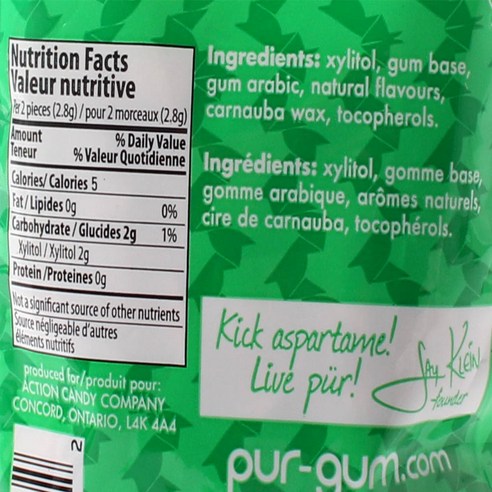 Nutrition Facts
Valeur nutritive
Per 2 pieces (2.8g) / pour 2 morceaux (2.8g)
Amount % Daily Value
Teneur % Valeur Quotidienne
Calories / Calories 5
Fat / Lipides 0g 0%
Carbohydrate / Glucides 2g 1%
Xylitol / Xylitol 2g
Protein / Proteines 0g
Not a significant source of other nutrients
Source négligeable d'autres
éléments nutritifs
produced for/produit pour:
ACTION CANDY COMPANY
CONCORD, ONTARIO, L4K 4A4
Ingredients: xylitol, gum base,
gum arabic, natural flavours,
carnauba wax, tocopherols.
Ingrédients: xylitol, gomme base,
gomme arabique, arômes naturels,
cire de carnauba, tocophérols.
Kick aspartame!
Live pür!
Jay Klein
founder
pur-gum.com
N